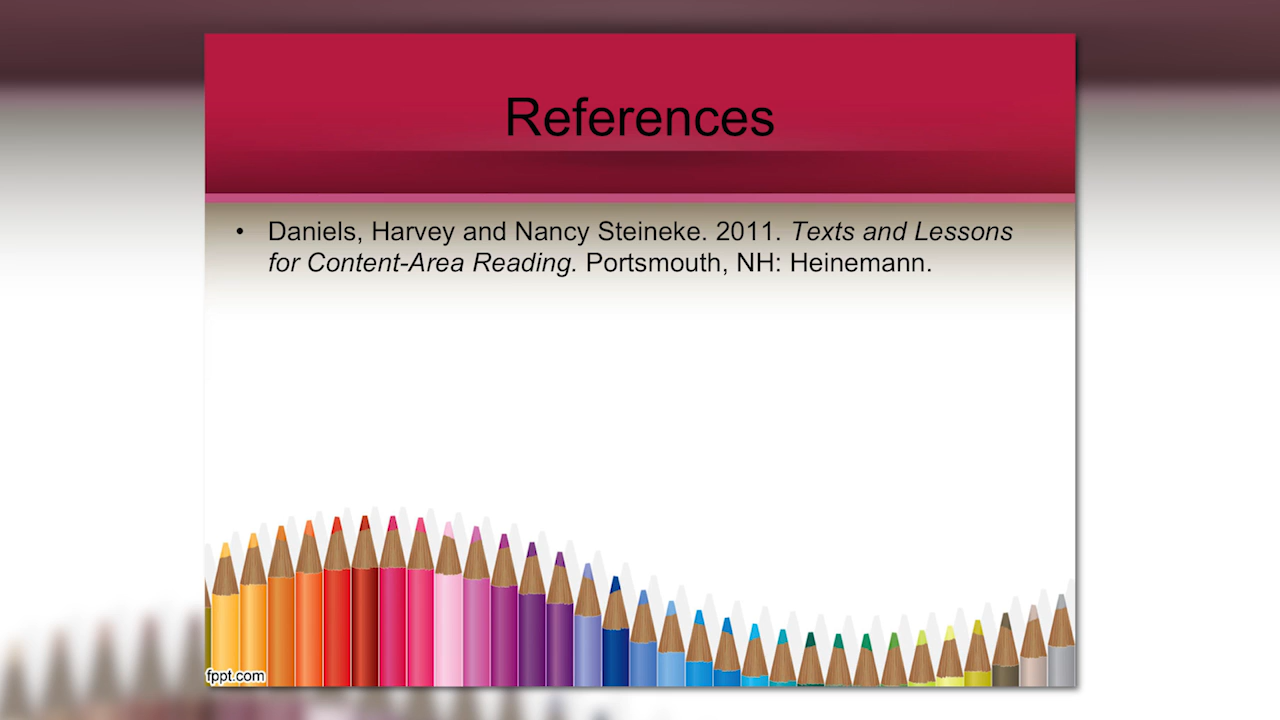 References
• Daniels, Harvey and Nancy Steineke. 2011. Texts and Lessons
for Content-Area Reading. Portsmouth, NH: Heinemann.
fppt.com